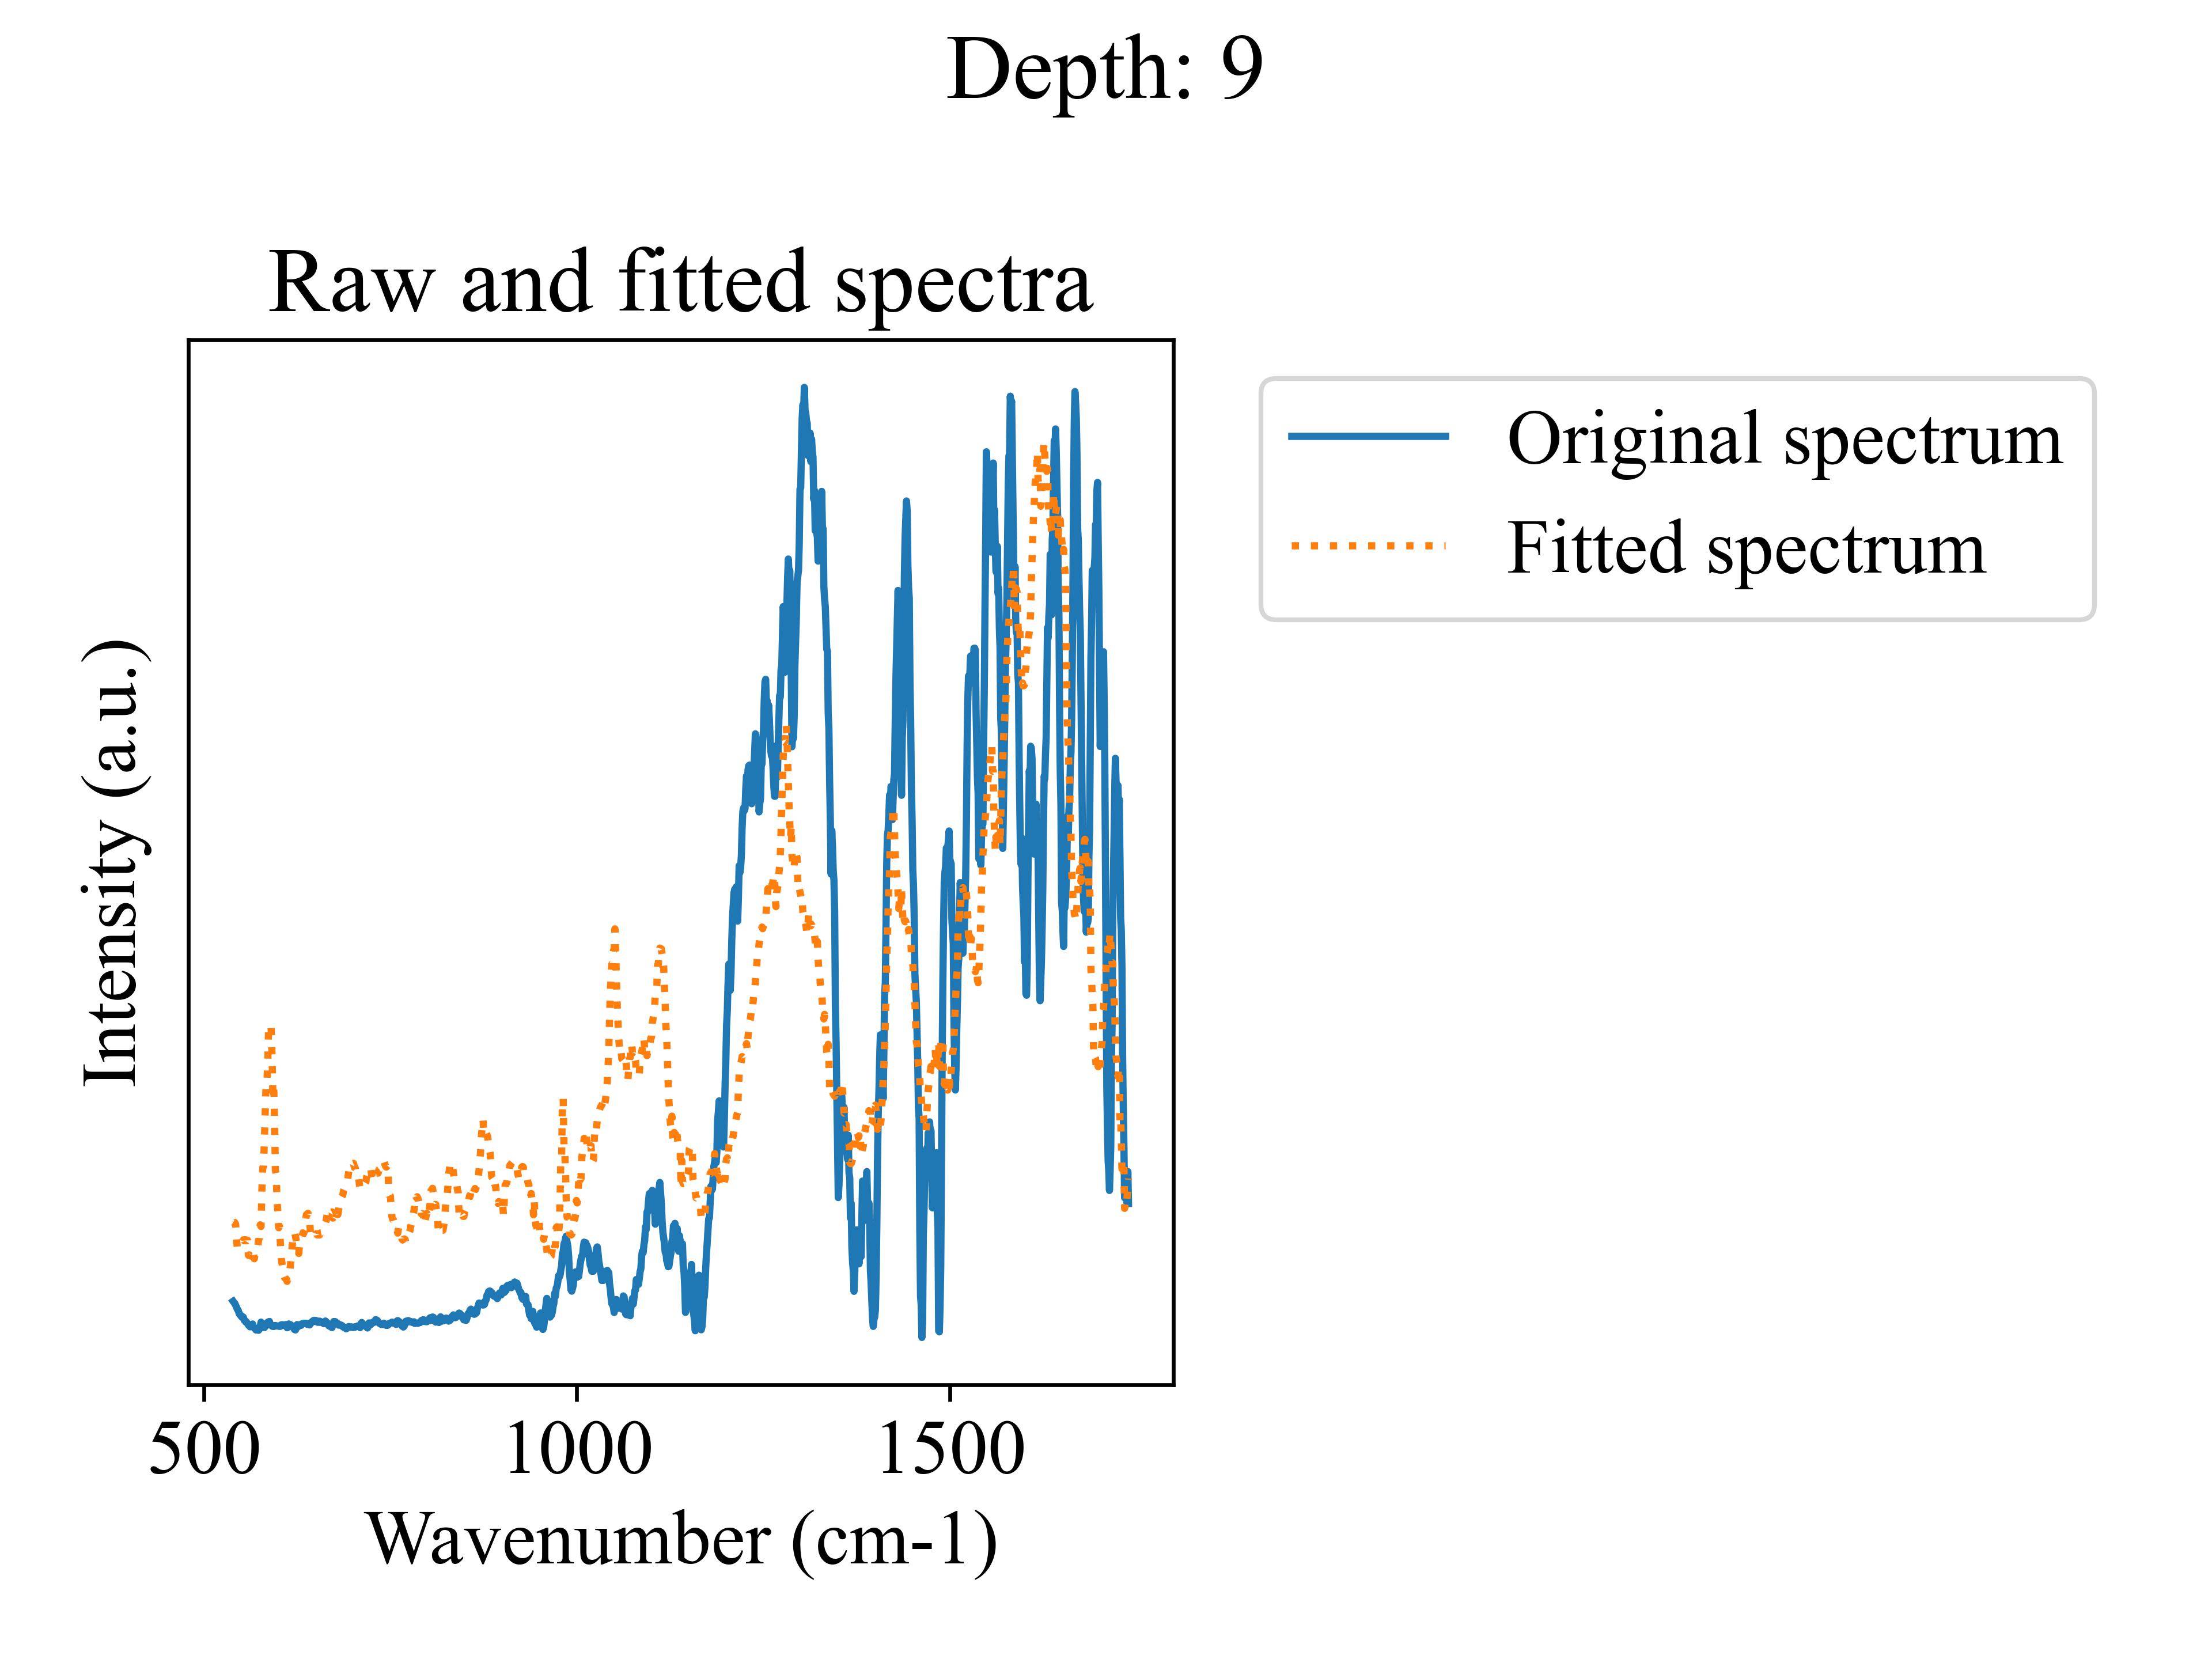 Depth: 9
Raw and fitted spectra
Original spectrum
Fitted spectrum
Intensity (a.u.)
500 1000 1500
Wavenumber (cm-1)